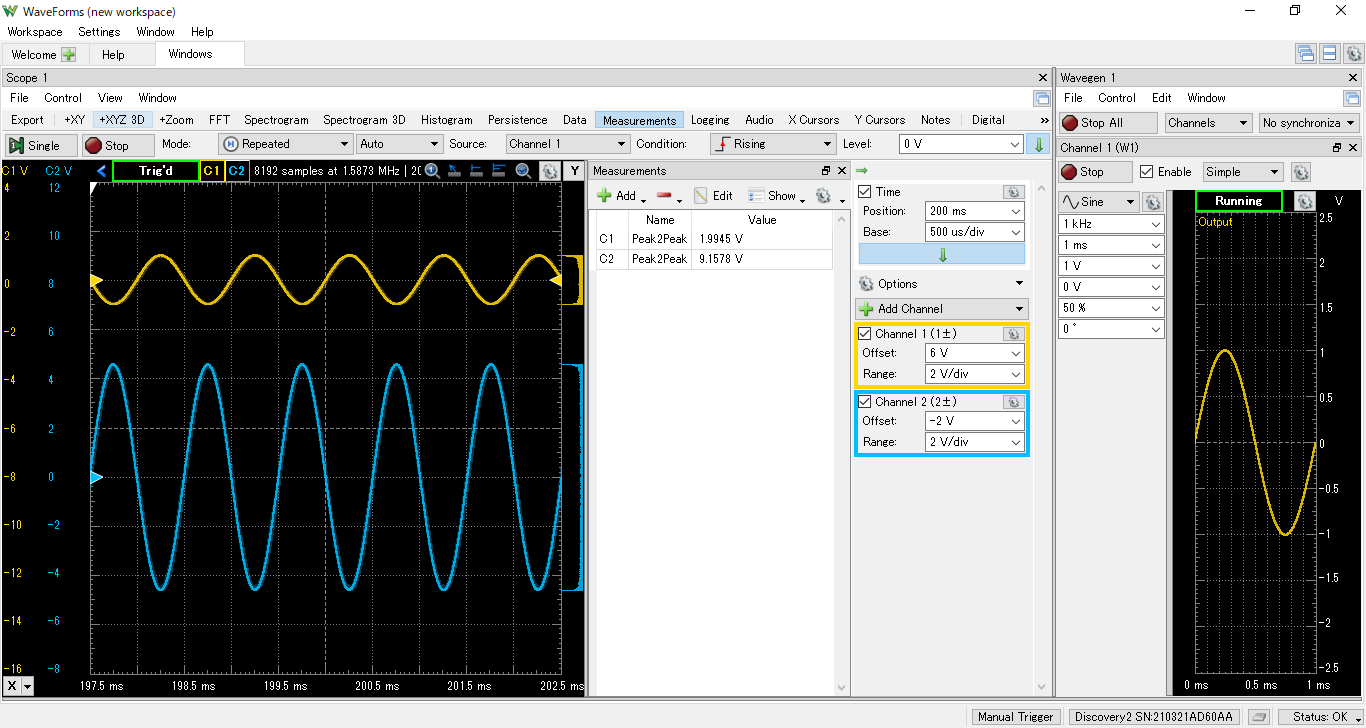 WaveForms (new workspace)
Workspace Settings Window Help
Welcome Help Windows
Scope 1
File Control View Window
Export +XY +XYZ 3D +Zoom FFT Spectrogram Spectrogram 3D Histogram Persistence Data Measurements Logging Audio X Cursors Y Cursors Notes Digital »
Single Stop Mode: Repeated Auto Source: Channel 1 Condition: Rising Level: 0 V
C1 V C2 V Trig'd C1 C2 8192 samples at 1.5873 MHz | 20 Y
4 12
2 10
0 8
-2 6
-4 4
-6 2
-8 0
-10 -2
-12 -4
-14 -6
-16 -8
X 197.5 ms 198.5 ms 199.5 ms 200.5 ms 201.5 ms 202.5 ms
Measurements
Add Edit Show
Name Value
C1 Peak2Peak 1.9945 V
C2 Peak2Peak 9.1578 V
Time
Position: 200 ms
Base: 500 us/div
Options
Add Channel
Channel 1 (1±)
Offset: 6 V
Range: 2 V/div
Channel 2 (2±)
Offset: -2 V
Range: 2 V/div
Wavegen 1
File Control Edit Window
Stop All Channels No synchroniza
Channel 1 (W1)
Stop Enable Simple
Sine
1 kHz
1 ms
1 V
0 V
50 %
0 °
Running V
Output
2.5
2
1.5
1
0.5
0
-0.5
-1
-1.5
-2
-2.5
0 ms 0.5 ms 1 ms
Manual Trigger Discovery2 SN:210321AD60AA Status: OK